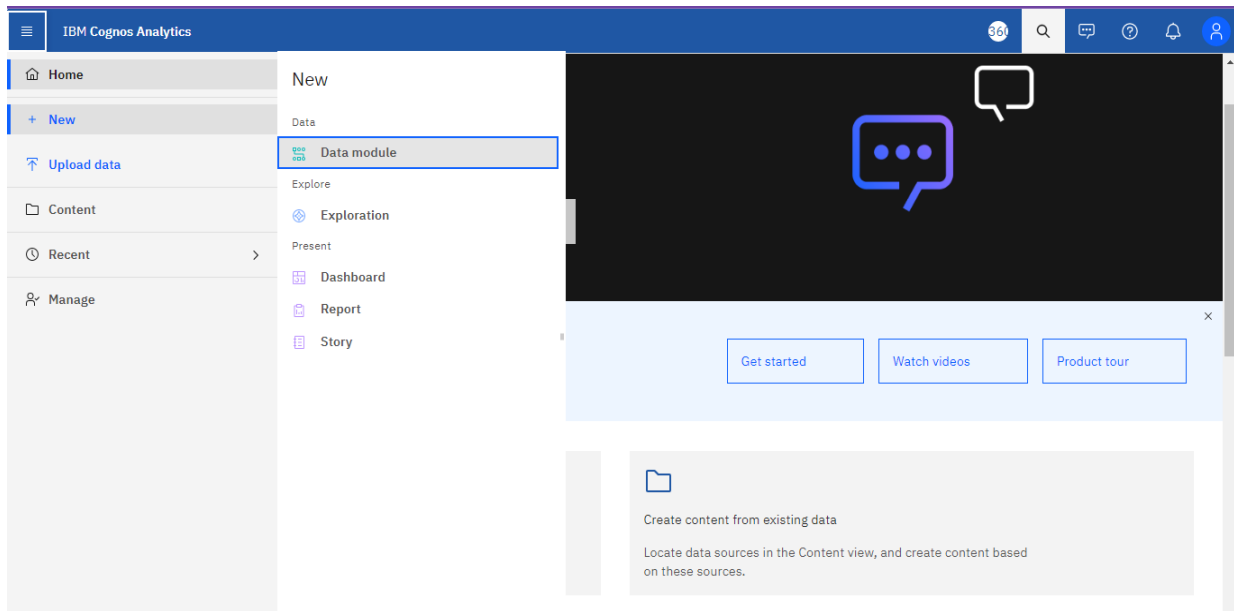 IBM Cognos Analytics
360
Home
New
Upload data
Content
Recent
Manage
New
Data
Data module
Explore
Exploration
Present
Dashboard
Report
Story
Get started
Watch videos
Product tour
Create content from existing data
Locate data sources in the Content view, and create content based
on these sources.